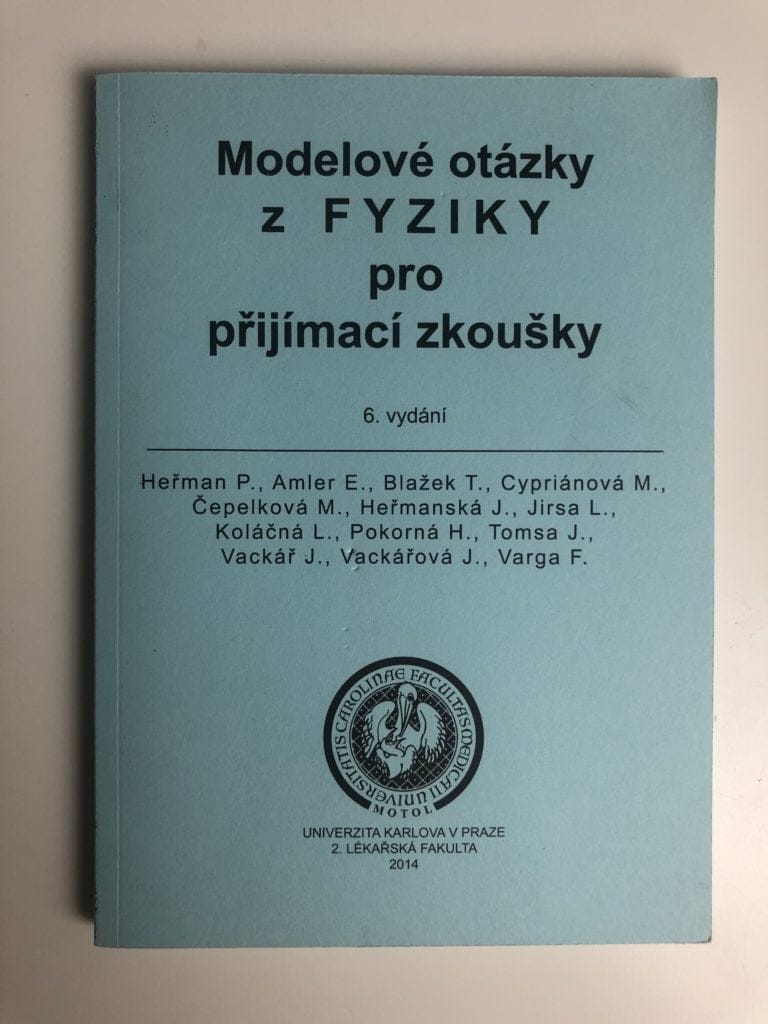 Modelové otázky
z FYZIKY
pro
přijímací zkoušky
6. vydání
Heřman P., Amler E., Blažek T., Cypriánová M.,
Čepelková M., Heřmanská J., Jirsa L.,
Koláčná L., Pokorná H., Tomsa J.,
Vackář J., Vackářová J., Varga F.
UNIVERSITATIS CAROLINAE FACULTAS MEDICA II
MOTOL
UNIVERZITA KARLOVA V PRAZE
2. LÉKAŘSKÁ FAKULTA
2014